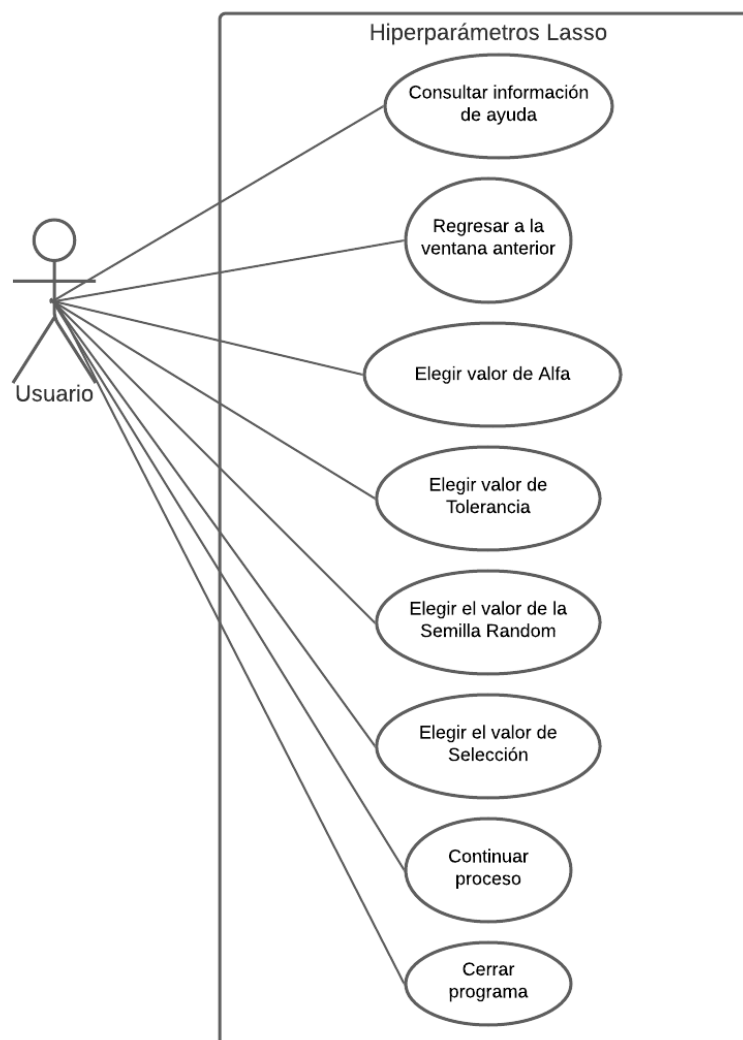 Hiperparámetros Lasso
Consultar información
de ayuda
Regresar a la
ventana anterior
Usuario
Elegir valor de Alfa
Elegir valor de
Tolerancia
Elegir el valor de la
Semilla Random
Elegir el valor de
Selección
Continuar
proceso
Cerrar
programa